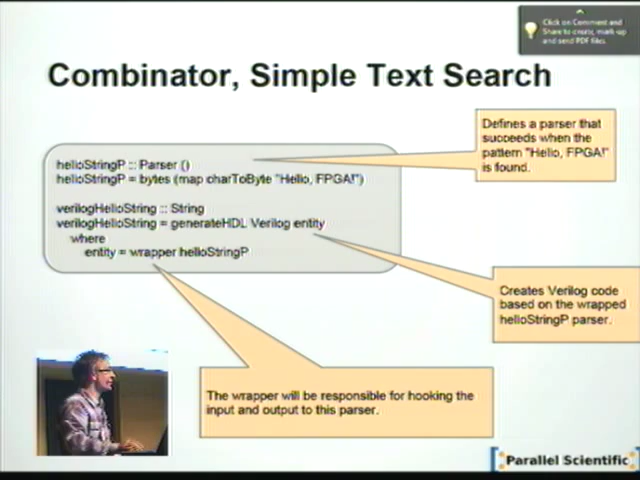 Click on Comment and
Share to create, mark-up
and send PDF files.
Combinator, Simple Text Search
Defines a parser that
succeeds when the
pattern "Hello, FPGA!"
is found.
helloStringP :: Parser ()
helloStringP = bytes (map charToByte "Hello, FPGA!")
verilogHelloString :: String
verilogHelloString = generateHDL Verilog entity
where
entity = wrapper helloStringP
Creates Verilog code
based on the wrapped
helloStringP parser.
The wrapper will be responsible for hooking the
input and output to this parser.
Parallel Scientific